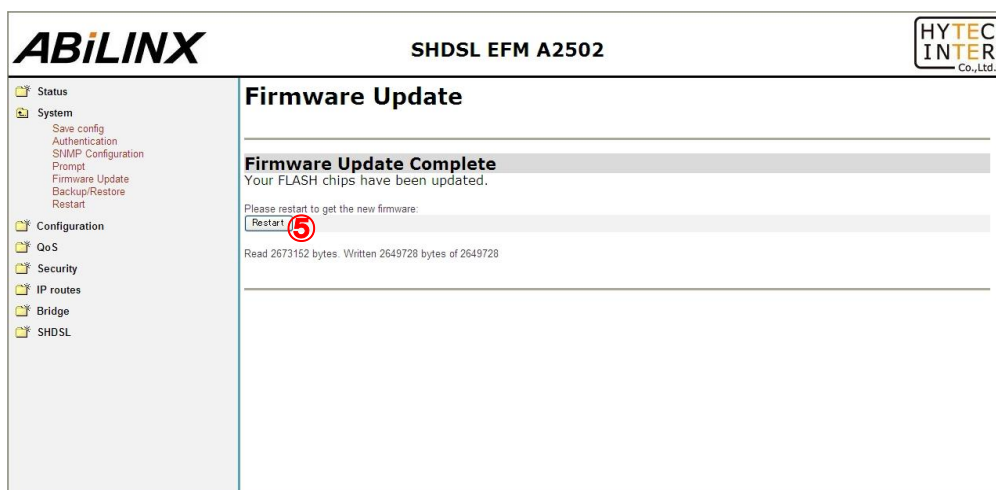 ABiLINX
SHDSL EFM A2502
HYTEC
INTER
Co.,Ltd.
Status
System
Save config
Authentication
SNMP Configuration
Prompt
Firmware Update
Backup/Restore
Restart
Configuration
QoS
Security
IP routes
Bridge
SHDSL
Firmware Update
Firmware Update Complete
Your FLASH chips have been updated.
Please restart to get the new firmware:
Restart ⑤
Read 2673152 bytes. Written 2649728 bytes of 2649728